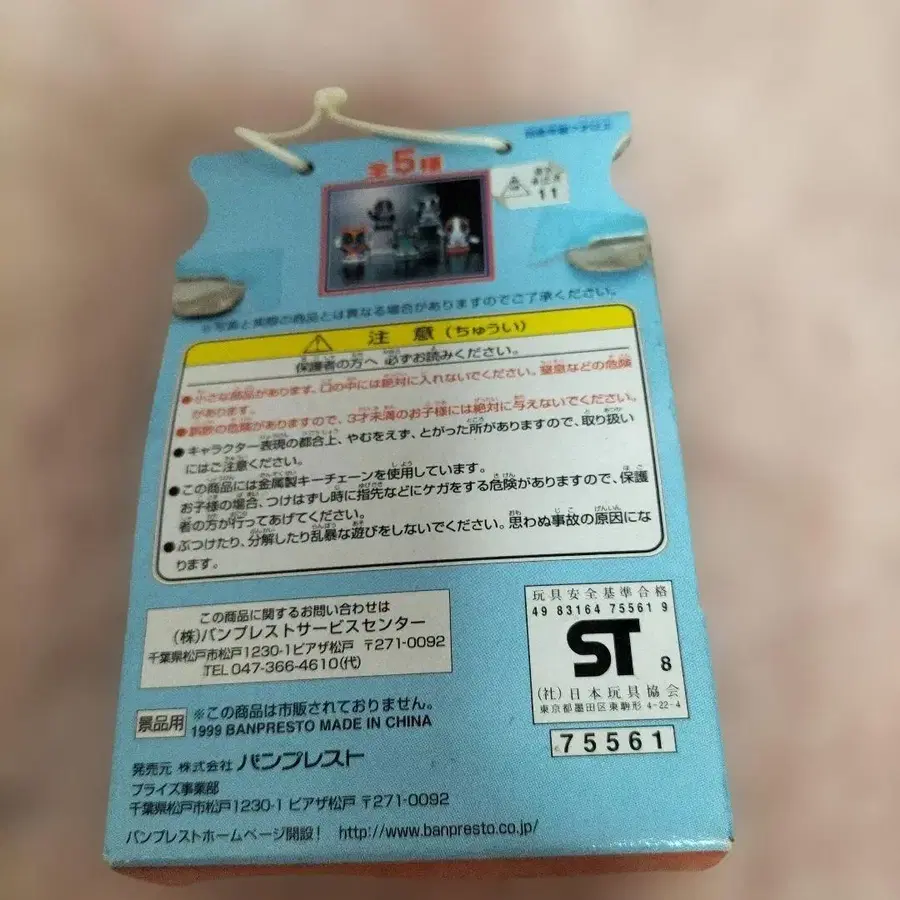 全5種
11
※写真と実際の商品とは異なる場合がありますのでご了承ください。
注意(ちゅうい)
保護者の方へ 必ずお読みください。
●小さな部品があります。口の中には絶対に入れないでください。窒息などの危険
があります。
●誤飲の危険がありますので、3才未満のお子様には絶対に与えないでください。
●キャラクター表現の都合上、やむをえず、とがった所がありますので、取り扱い
にはご注意ください。
●この商品には金属製キーチェーンを使用しています。
お子様の場合、つけはずし時に指先などにケガをする危険がありますので、保護
者の方が行ってあげてください。
●ぶつけたり、分解したり乱暴な遊びをしないでください。思わぬ事故の原因にな
ります。
この商品に関するお問い合わせは
(株)バンプレストサービスセンター
千葉県松戸市松戸1230-1ピアザ松戸 〒271-0092
TEL 047-366-4610(代)
玩具安全基準合格
49 83164 75561 9
ST 8
(社)日本玩具協会
東京都墨田区東駒形 4-22-4
75561
景品用 ※この商品は市販されておりません。
1999 BANPRESTO MADE IN CHINA
発売元 株式会社 バンプレスト
プライズ事業部
千葉県松戸市松戸1230-1 ピアザ松戸 〒271-0092
バンプレストホームページ開設! http://www.banpresto.co.jp/